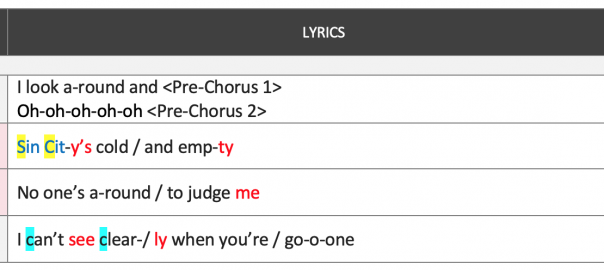 LYRICS
I look a-round and <Pre-Chorus 1>
Oh-oh-oh-oh-oh <Pre-Chorus 2>
Sin Cit-y’s cold / and emp-ty
No one’s a-round / to judge me
I can’t see clear-/ ly when you’re / go-o-one